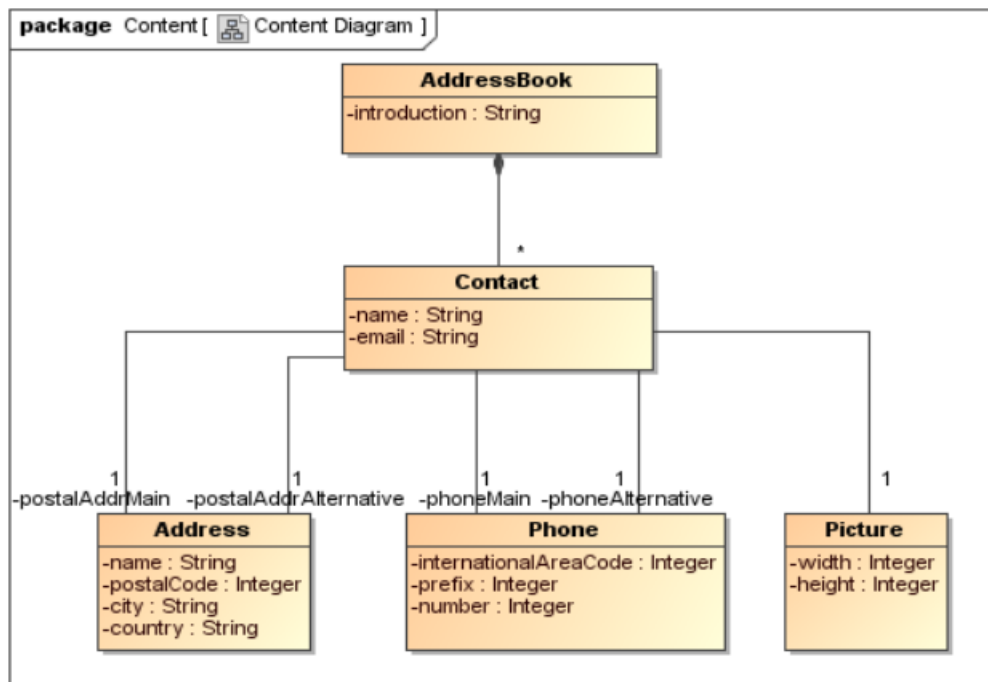 package Content [ Content Diagram ]
AddressBook
-introduction : String
*
Contact
-name : String
-email : String
1 1 1 1 1
-postalAddrMain -postalAddrAlternative -phoneMain -phoneAlternative
Address
-name : String
-postalCode : Integer
-city : String
-country : String
Phone
-internationalAreaCode : Integer
-prefix : Integer
-number : Integer
Picture
-width : Integer
-height : Integer